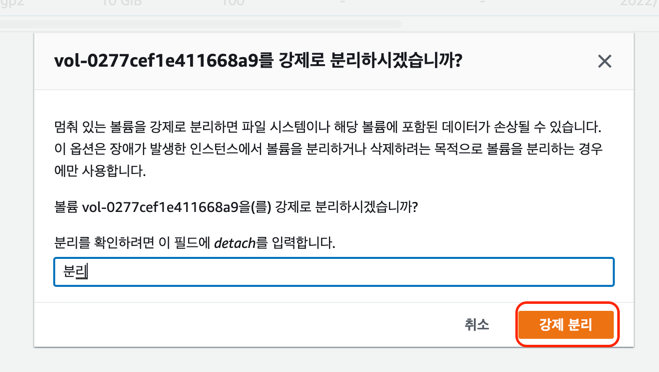 gp2 10 GiB 100 - - 2022/
vol-0277cef1e411668a9를 강제로 분리하시겠습니까?
멈춰 있는 볼륨을 강제로 분리하면 파일 시스템이나 해당 볼륨에 포함된 데이터가 손상될 수 있습니다.
이 옵션은 장애가 발생한 인스턴스에서 볼륨을 분리하거나 삭제하려는 목적으로 볼륨을 분리하는 경우
에만 사용합니다.
볼륨 vol-0277cef1e411668a9을(를) 강제로 분리하시겠습니까?
분리를 확인하려면 이 필드에 detach를 입력합니다.
분리
취소 강제 분리